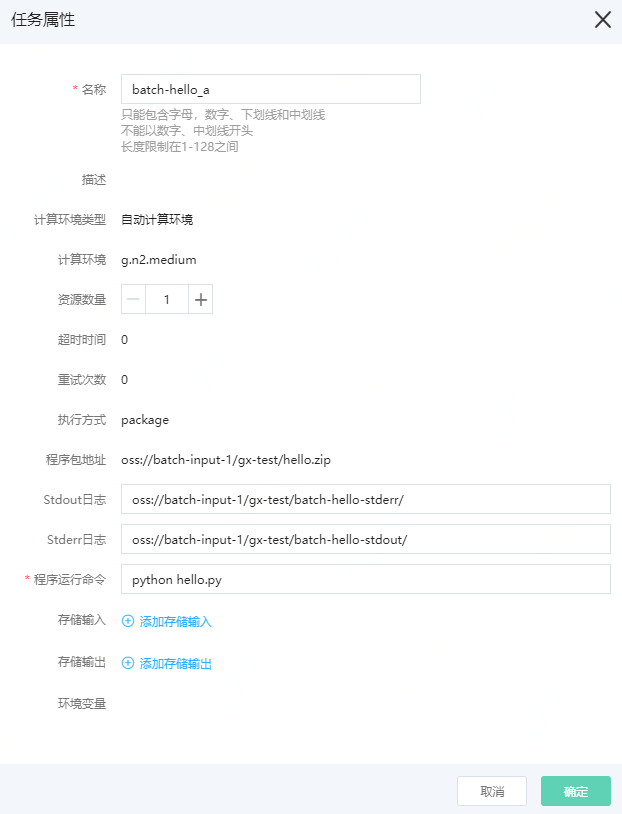 任务属性
* 名称 batch-hello_a
只能包含字母，数字、下划线和中划线
不能以数字、中划线开头
长度限制在1-128之间
描述
计算环境类型 自动计算环境
计算环境 g.n2.medium
资源数量 1
超时时间 0
重试次数 0
执行方式 package
程序包地址 oss://batch-input-1/gx-test/hello.zip
Stdout日志 oss://batch-input-1/gx-test/batch-hello-stderr/
Stderr日志 oss://batch-input-1/gx-test/batch-hello-stdout/
* 程序运行命令 python hello.py
存储输入 添加存储输入
存储输出 添加存储输出
环境变量
取消 确定